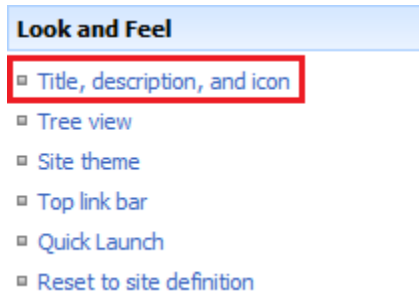 Look and Feel
Title, description, and icon
Tree view
Site theme
Top link bar
Quick Launch
Reset to site definition